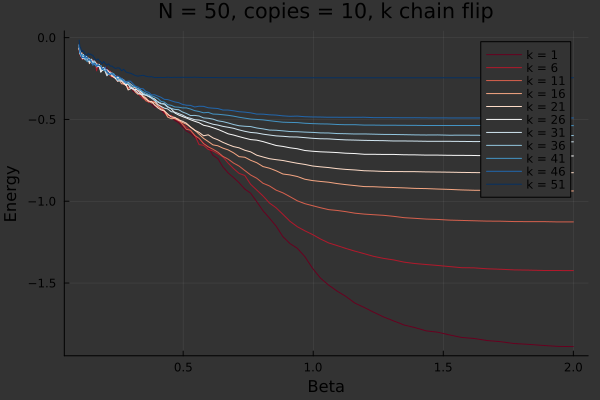 N = 50, copies = 10, k chain flip
0.0
−0.5
−1.0
−1.5
Energy
k = 1
k = 6
k = 11
k = 16
k = 21
k = 26
k = 31
k = 36
k = 41
k = 46
k = 51
0.5 1.0 1.5 2.0
Beta